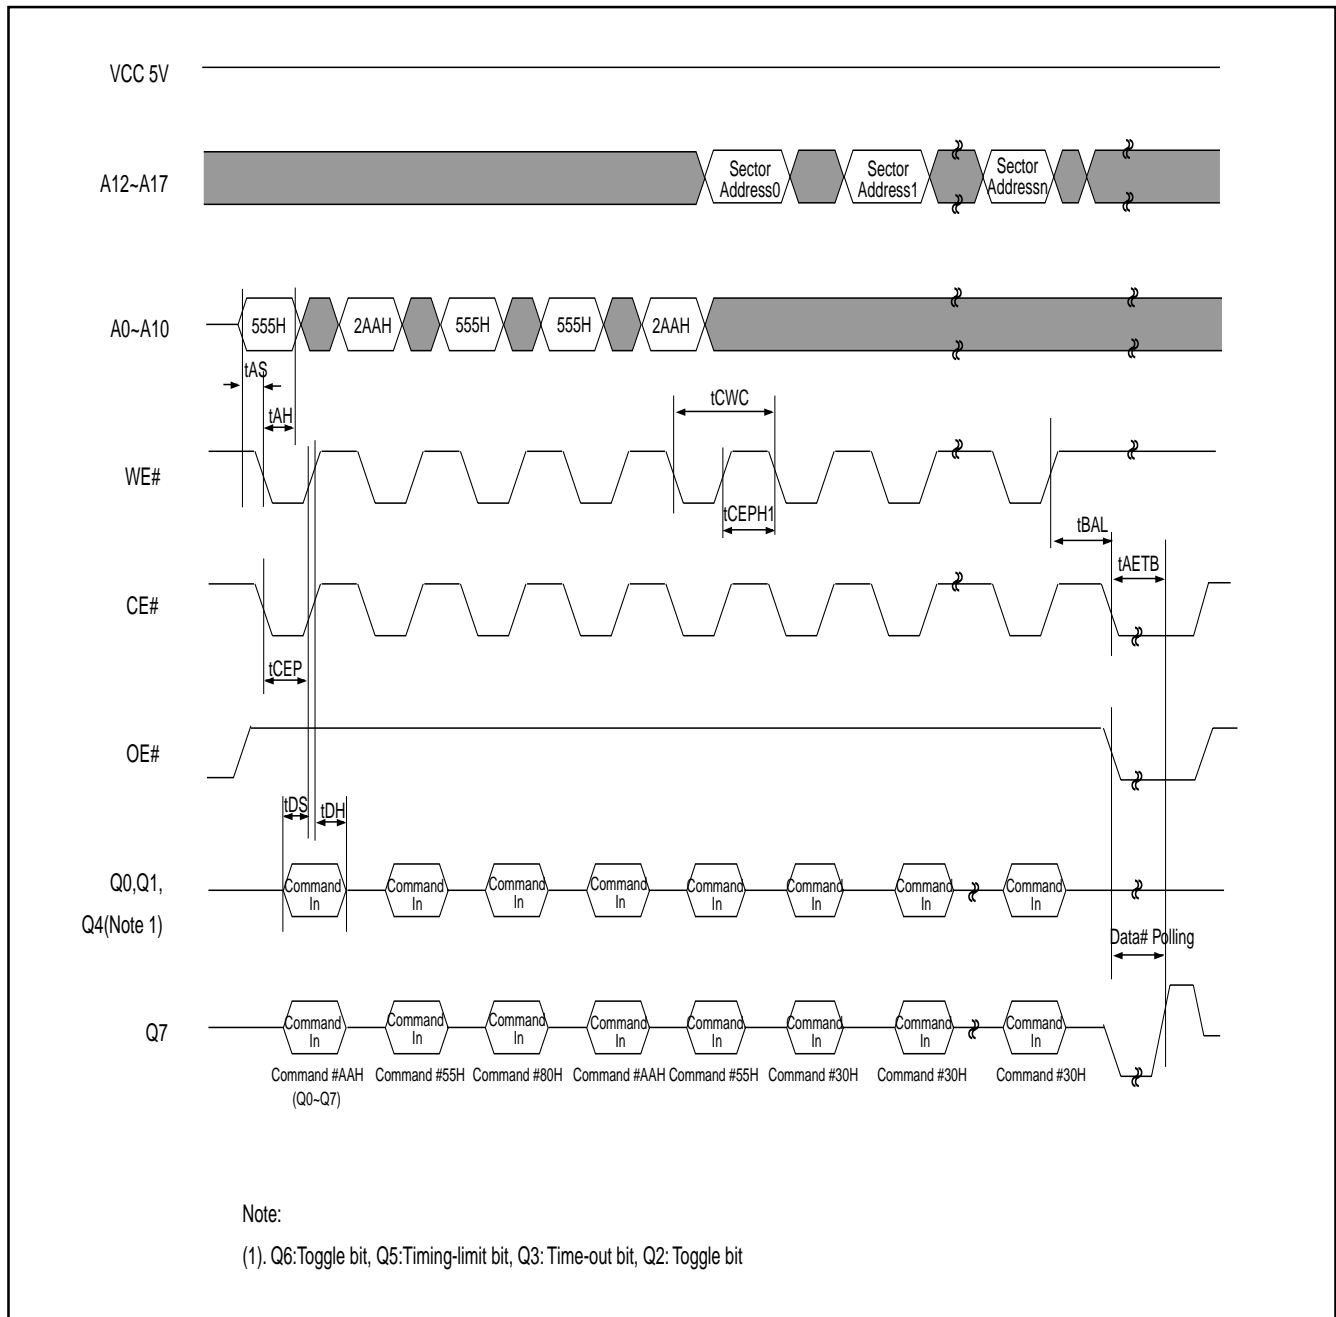 VCC 5V
A12~A17
Sector
Address0
Sector
Address1
Sector
Addressn
A0~A10
555H
2AAH
555H
555H
2AAH
tAS
tAH
tCWC
WE#
tCEPH1
tBAL
tAETB
CE#
tCEP
OE#
tDS
tDH
Q0,Q1,
Q4(Note 1)
Command
In
Command
In
Command
In
Command
In
Command
In
Command
In
Command
In
Command
In
Data# Polling
Q7
Command
In
Command
In
Command
In
Command
In
Command
In
Command
In
Command
In
Command
In
Command #AAH
(Q0~Q7)
Command #55H
Command #80H
Command #AAH
Command #55H
Command #30H
Command #30H
Command #30H
Note:
(1). Q6:Toggle bit, Q5:Timing-limit bit, Q3: Time-out bit, Q2: Toggle bit